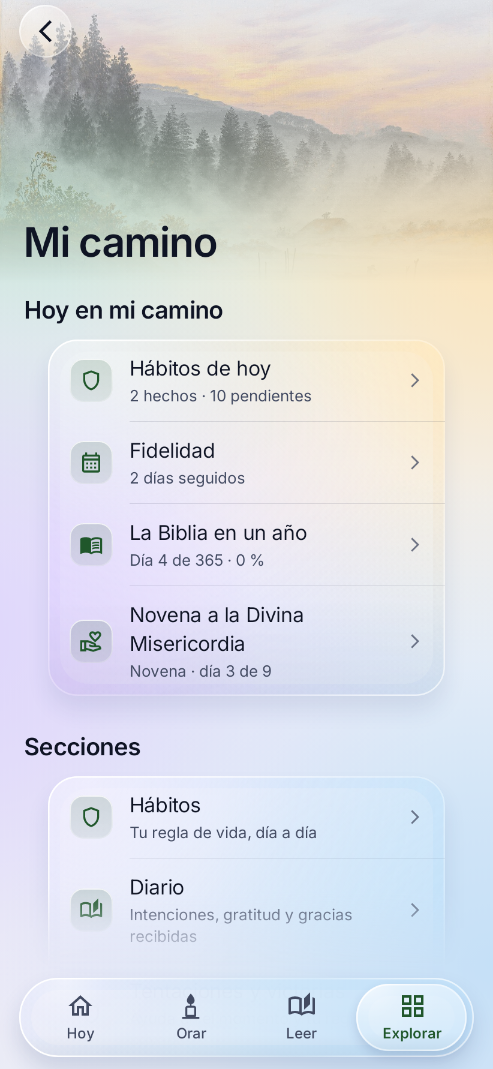 Mi camino
Hoy en mi camino
Hábitos de hoy
2 hechos · 10 pendientes
Fidelidad
2 días seguidos
La Biblia en un año
Día 4 de 365 · 0 %
Novena a la Divina
Misericordia
Novena · día 3 de 9
Secciones
Hábitos
Tu regla de vida, día a día
Diario
Intenciones, gratitud y gracias
recibidas
Hoy
Orar
Leer
Explorar